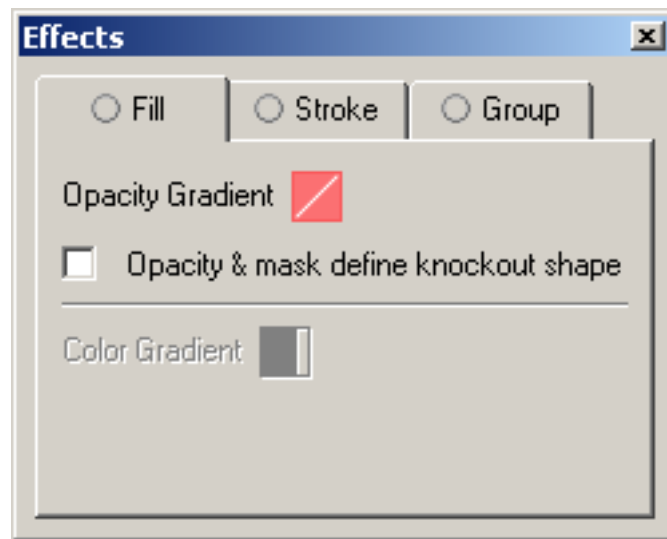 Effects
Fill Stroke Group
Opacity Gradient
Opacity & mask define knockout shape
Color Gradient